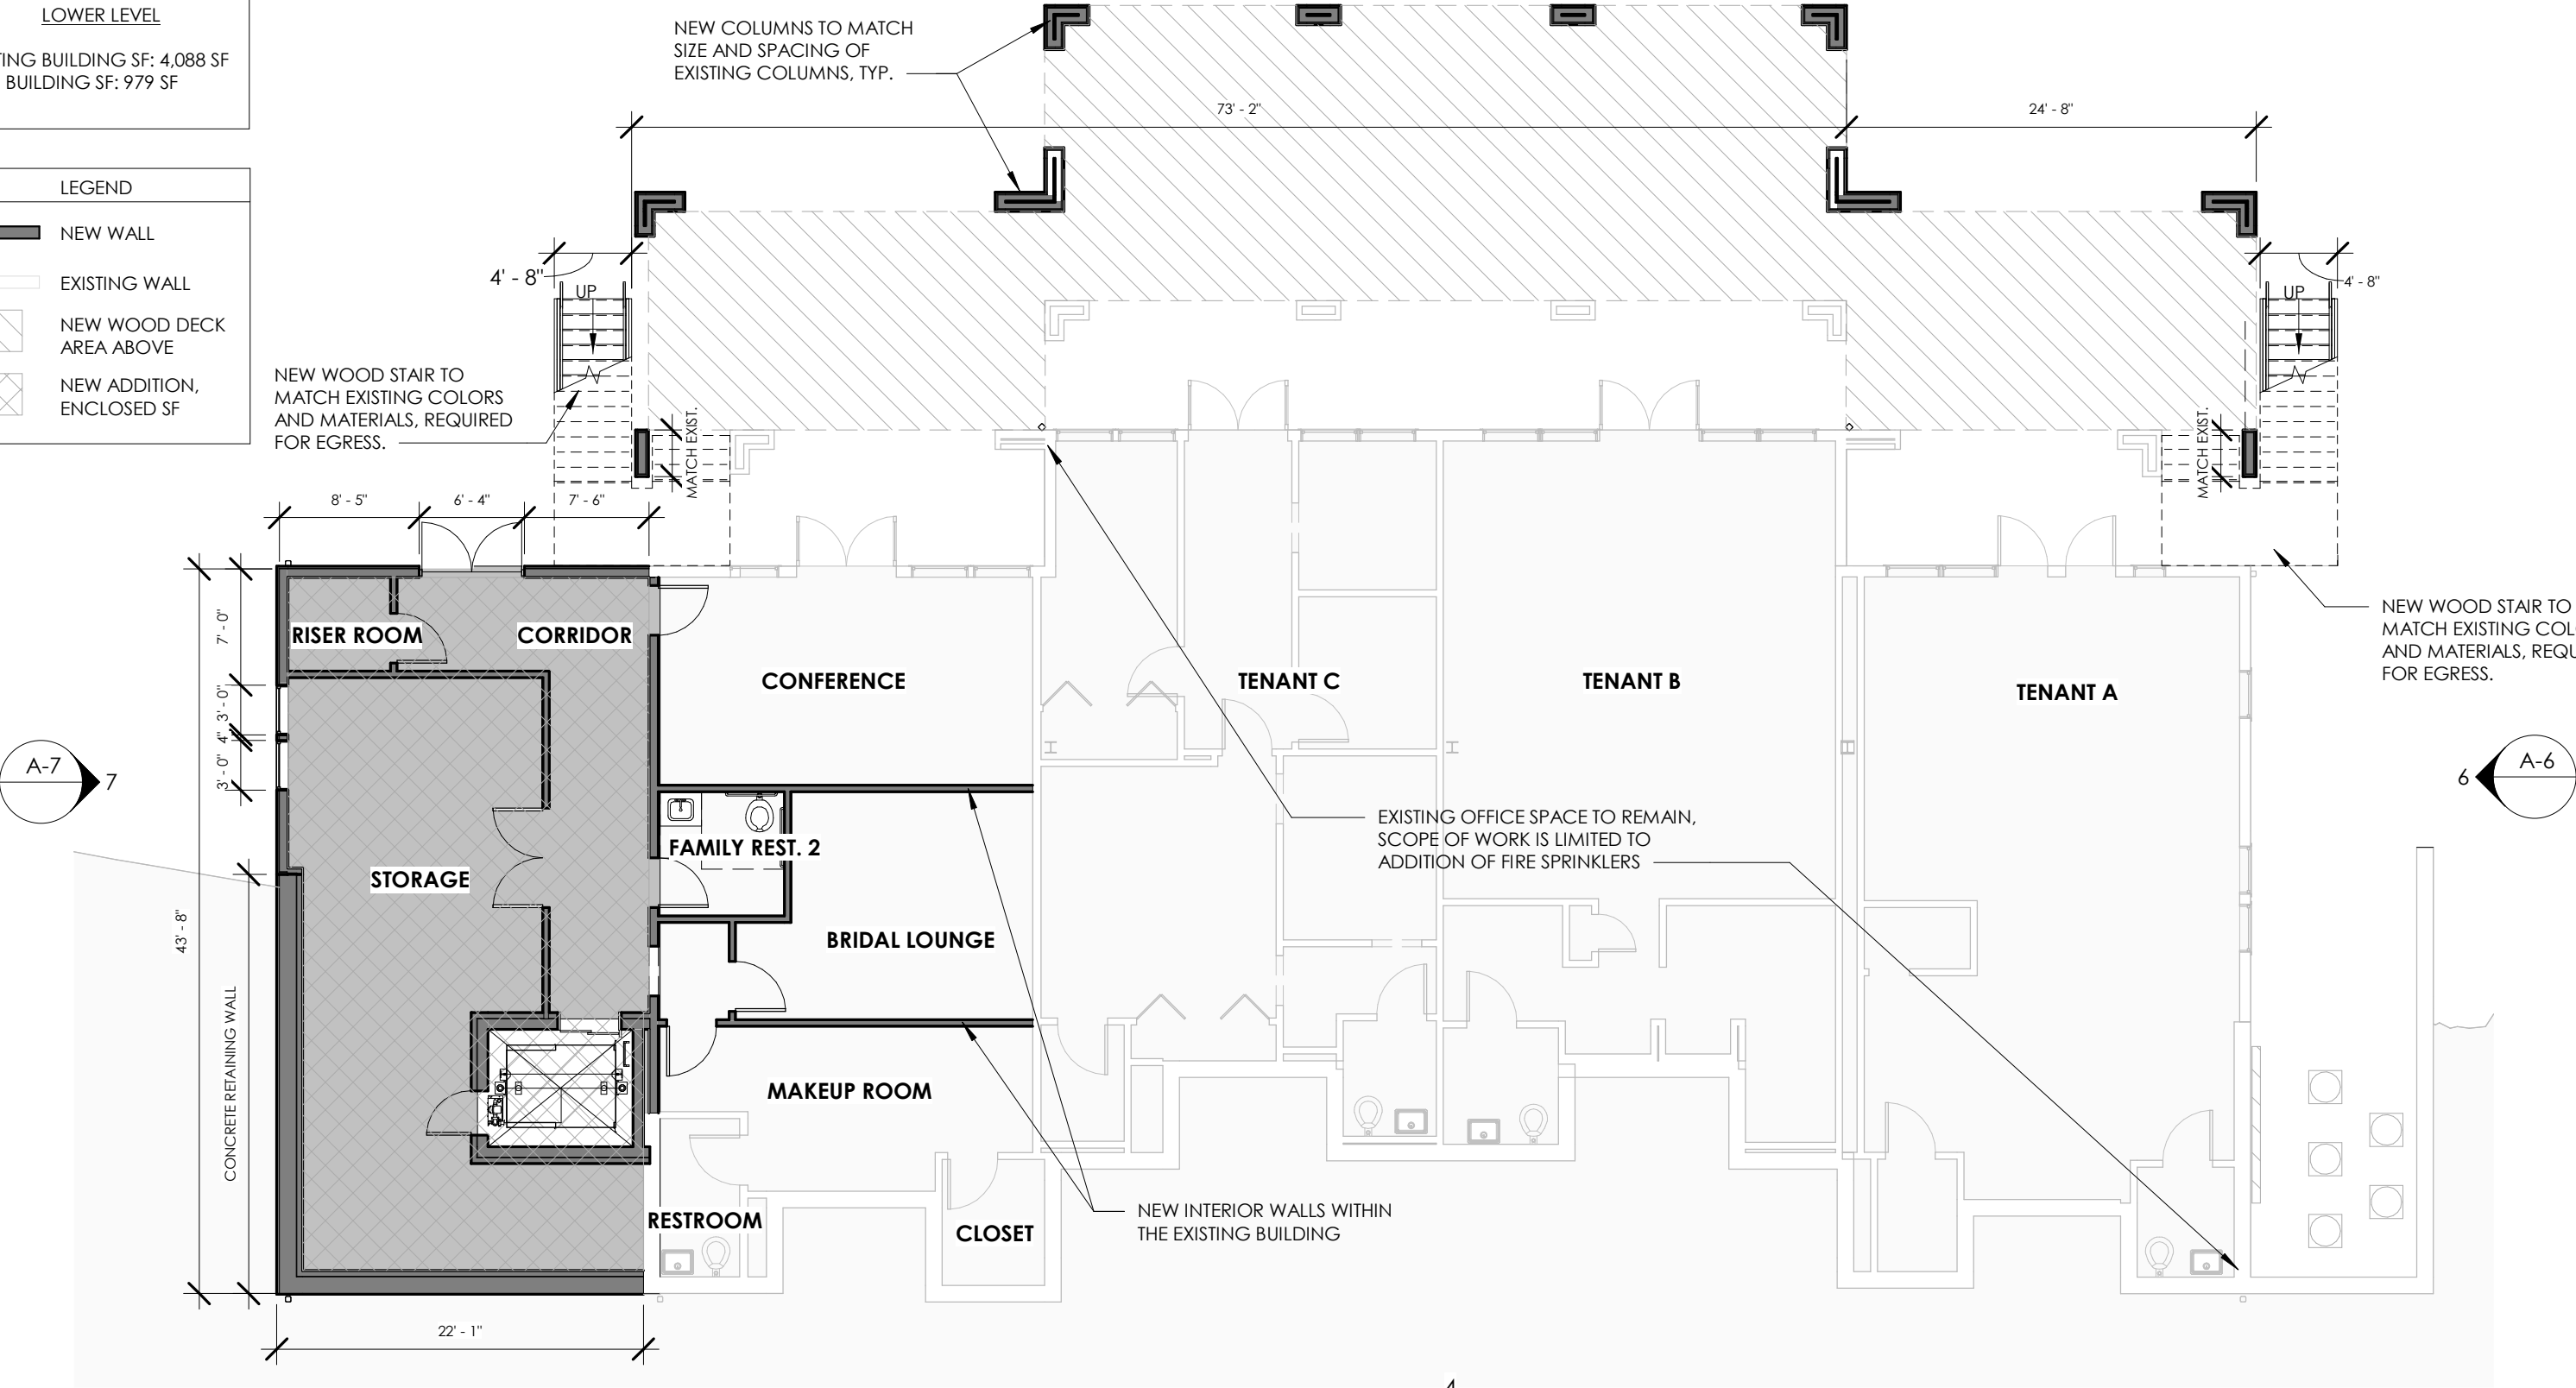 LOWER LEVEL
TING BUILDING SF: 4,088 SF
BUILDING SF: 979 SF
LEGEND
NEW WALL
EXISTING WALL
NEW WOOD DECK
AREA ABOVE
NEW ADDITION,
ENCLOSED SF
NEW COLUMNS TO MATCH
SIZE AND SPACING OF
EXISTING COLUMNS, TYP.
73' - 2"
24' - 8"
4' - 8"
UP
4' - 8"
UP
NEW WOOD STAIR TO
MATCH EXISTING COLORS
AND MATERIALS, REQUIRED
FOR EGRESS.
MATCH EXIST.
MATCH EXIST.
8' - 5"
6' - 4"
7' - 6"
7' - 0"
3' - 0"
4"
3' - 0"
43' - 8"
CONCRETE RETAINING WALL
22' - 1"
RISER ROOM
CORRIDOR
CONFERENCE
TENANT C
TENANT B
TENANT A
NEW WOOD STAIR TO
MATCH EXISTING COL
AND MATERIALS, REQU
FOR EGRESS.
A-7
7
6
A-6
EXISTING OFFICE SPACE TO REMAIN,
SCOPE OF WORK IS LIMITED TO
ADDITION OF FIRE SPRINKLERS
FAMILY REST. 2
STORAGE
BRIDAL LOUNGE
MAKEUP ROOM
RESTROOM
CLOSET
NEW INTERIOR WALLS WITHIN
THE EXISTING BUILDING